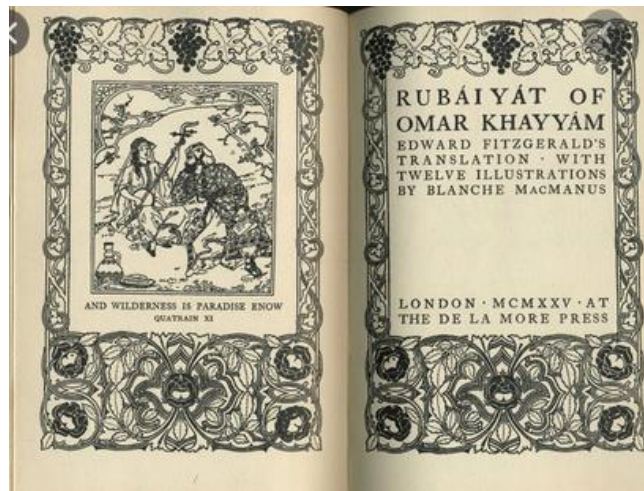 AND WILDERNESS IS PARADISE ENOW
QUATRAIN XI
RUBÁIYÁT OF
OMAR KHAYYÁM
EDWARD FITZGERALD'S
TRANSLATION · WITH
TWELVE ILLUSTRATIONS
BY BLANCHE MACMANUS
LONDON · MCMXXV · AT
THE DE LA MORE PRESS